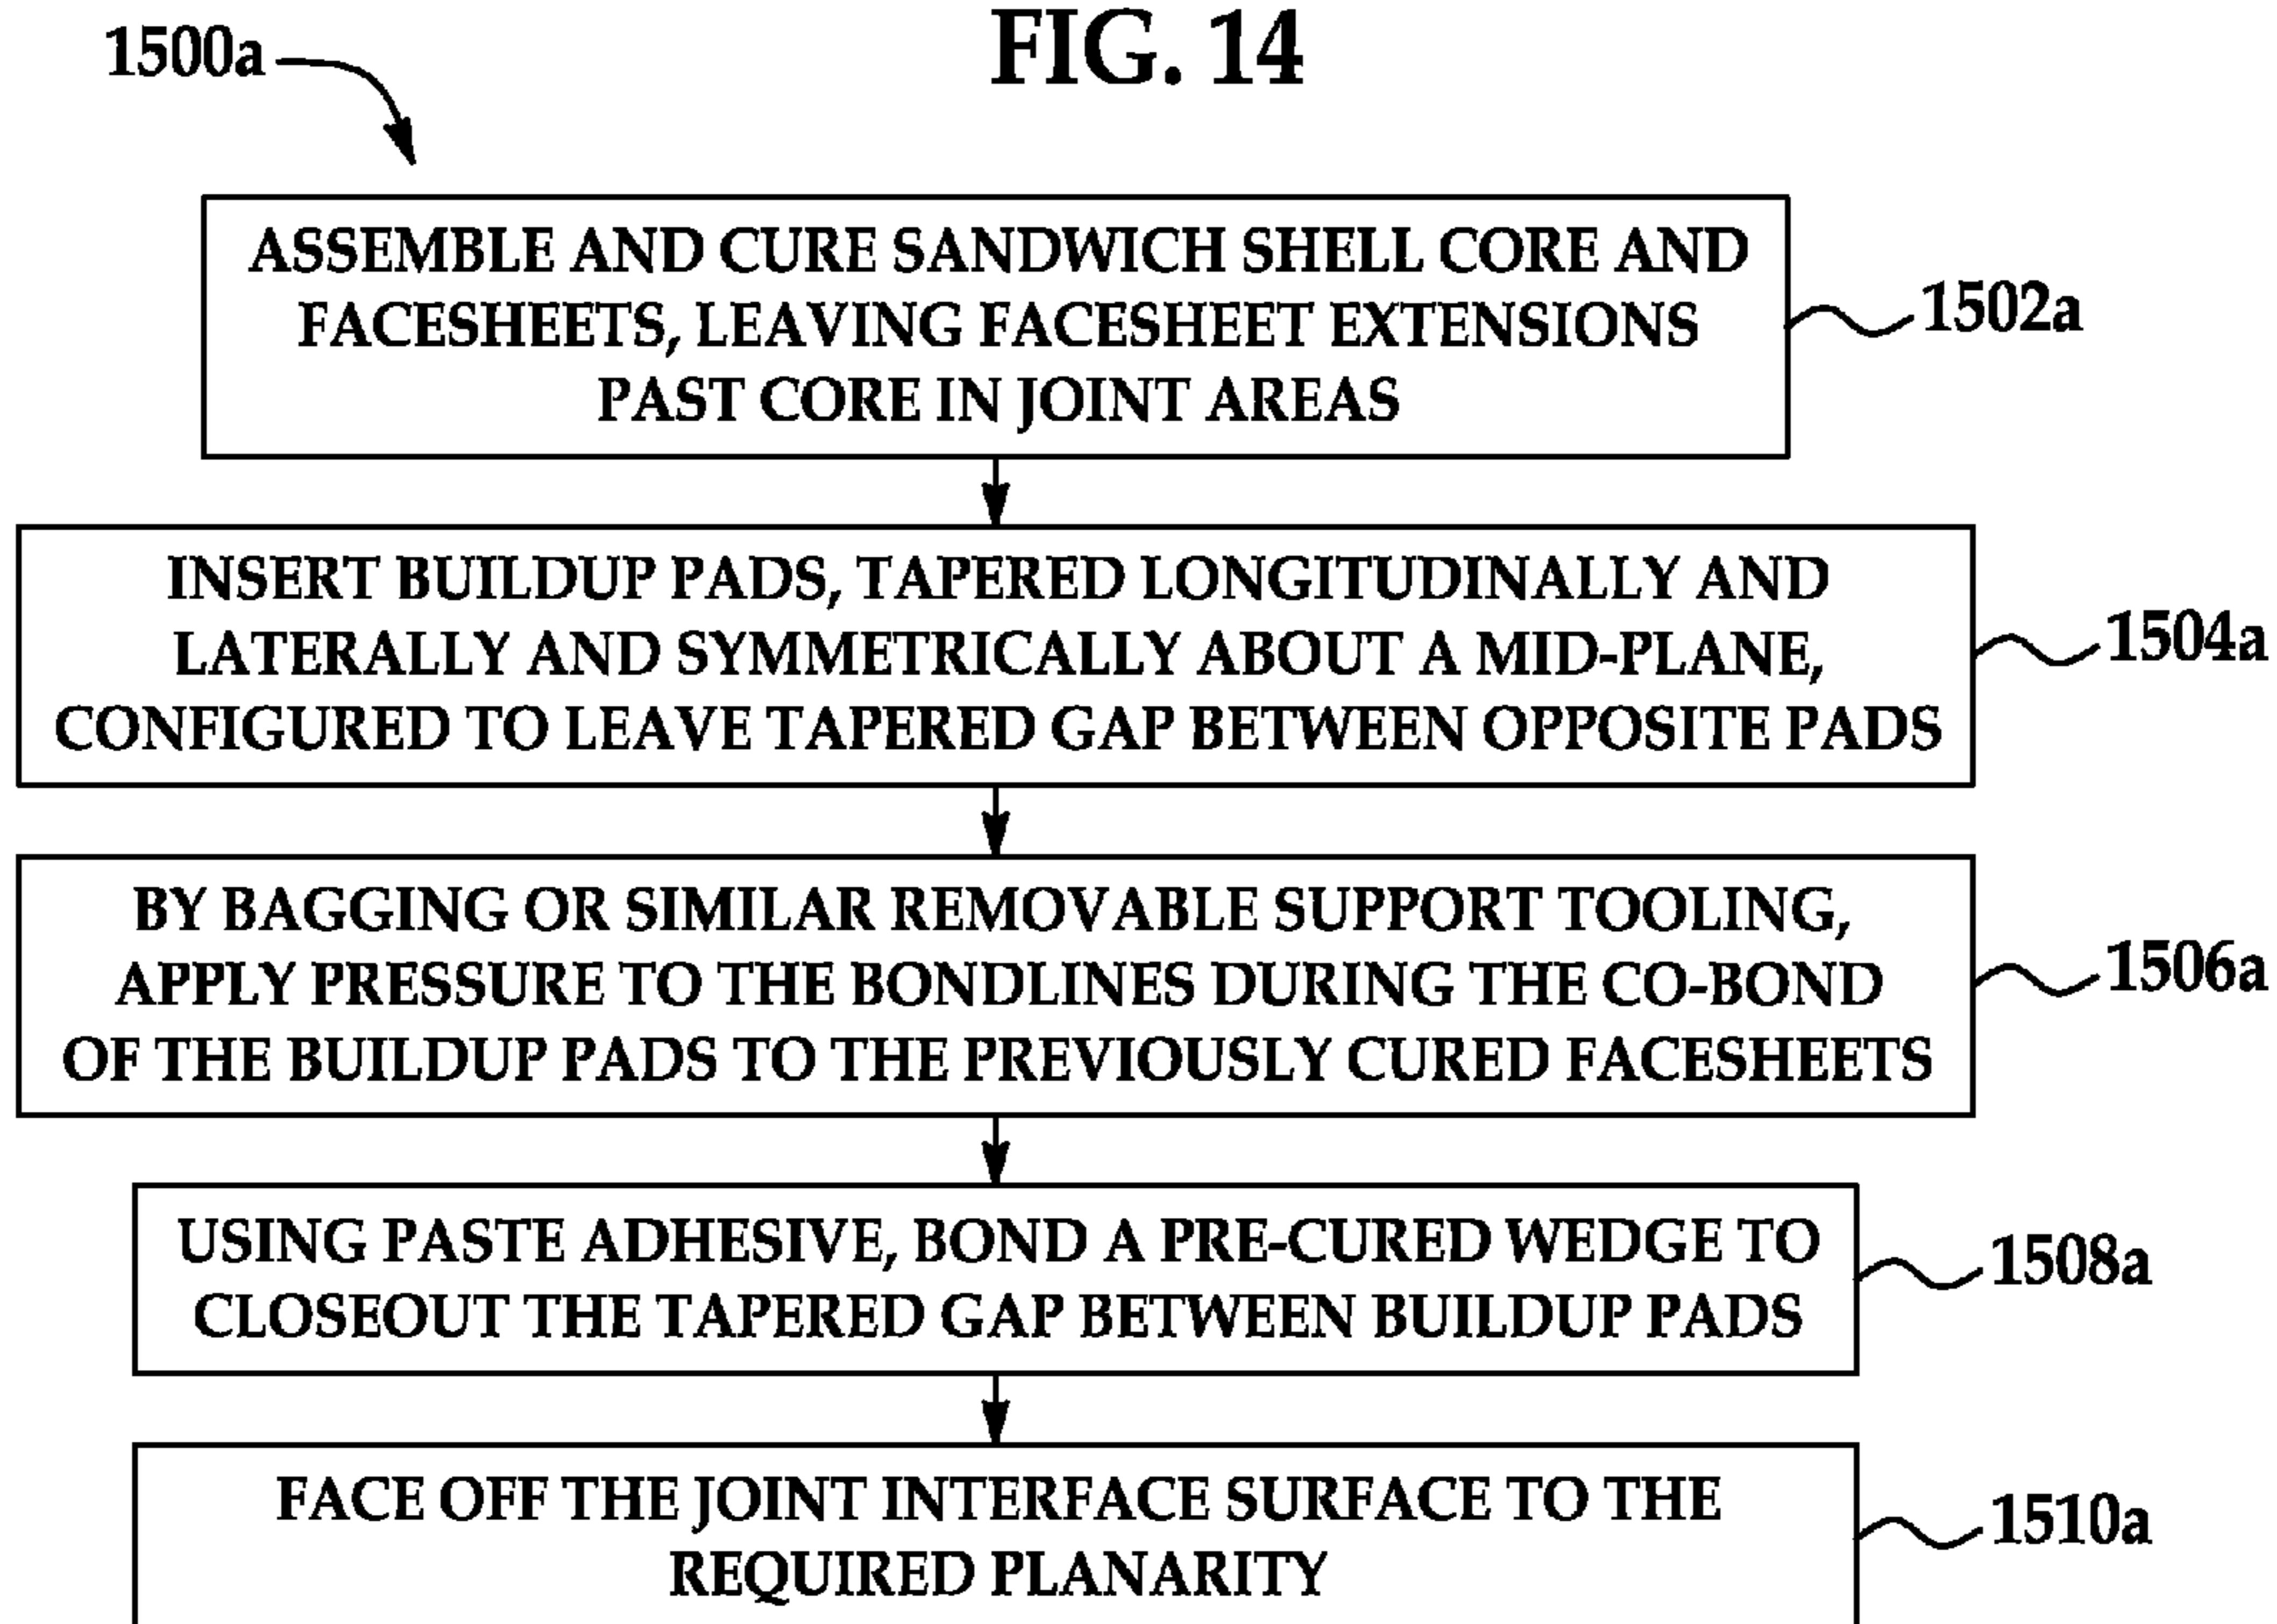 FIG. 14
1500a
ASSEMBLE AND CURE SANDWICH SHELL CORE AND
FACESHEETS, LEAVING FACESHEET EXTENSIONS
PAST CORE IN JOINT AREAS
1502a
INSERT BUILDUP PADS, TAPERED LONGITUDINALLY AND
LATERALLY AND SYMMETRICALLY ABOUT A MID-PLANE,
CONFIGURED TO LEAVE TAPERED GAP BETWEEN OPPOSITE PADS
1504a
BY BAGGING OR SIMILAR REMOVABLE SUPPORT TOOLING,
APPLY PRESSURE TO THE BONDLINES DURING THE CO-BOND
OF THE BUILDUP PADS TO THE PREVIOUSLY CURED FACESHEETS
1506a
USING PASTE ADHESIVE, BOND A PRE-CURED WEDGE TO
CLOSEOUT THE TAPERED GAP BETWEEN BUILDUP PADS
1508a
FACE OFF THE JOINT INTERFACE SURFACE TO THE
REQUIRED PLANARITY
1510a